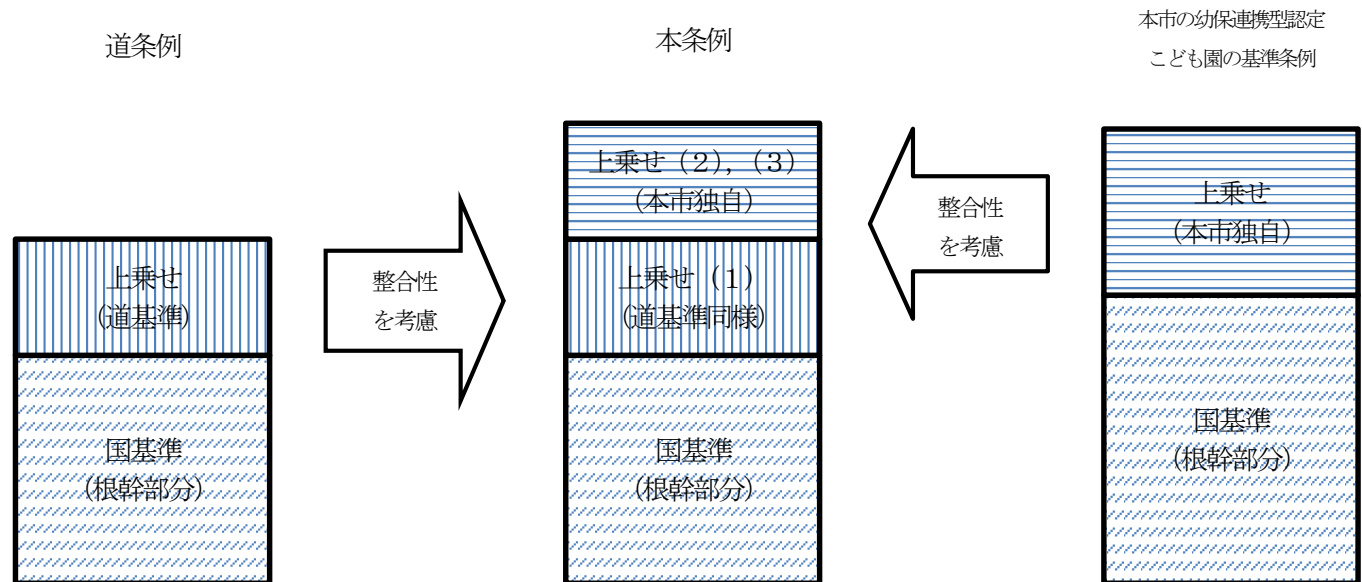 道条例
上乗せ
(道基準)
国基準
(根幹部分)
整合性
を考慮
本条例
上乗せ（２），（３）
(本市独自)
上乗せ（１）
(道基準同様)
国基準
(根幹部分)
整合性
を考慮
本市の幼保連携型認定
こども園の基準条例
上乗せ
(本市独自)
国基準
(根幹部分)